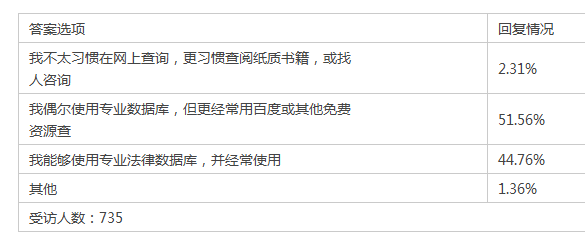 答案选项 回复情况
我不太习惯在网上查询，更习惯查阅纸质书籍，或找
人咨询 2.31%
我偶尔使用专业数据库，但更经常用百度或其他免费
资源查 51.56%
我能够使用专业法律数据库，并经常使用 44.76%
其他 1.36%
受访人数：735